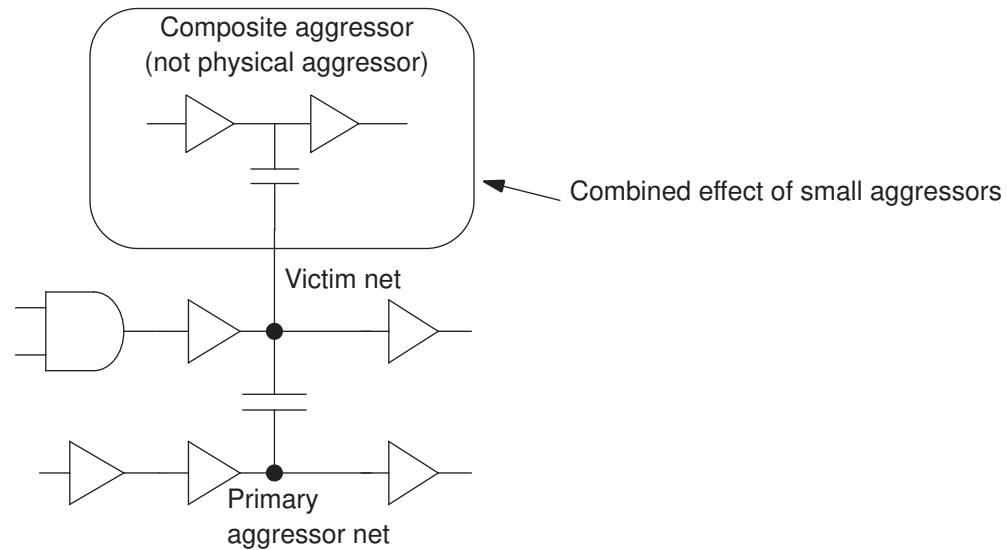 Composite aggressor
(not physical aggressor)
Combined effect of small aggressors
Victim net
Primary
aggressor net